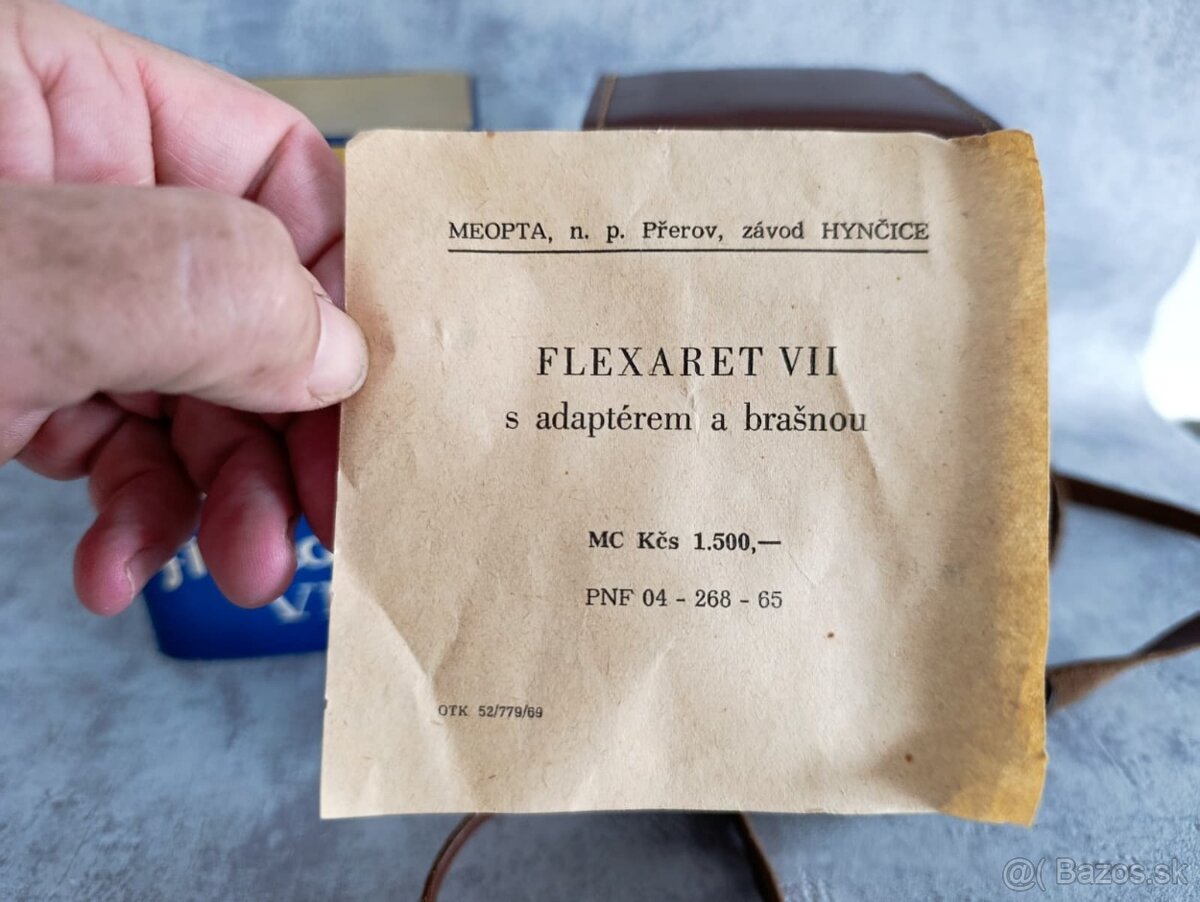 MEOPTA, n. p. Přerov, závod HYNČICE
FLEXARET VII
s adaptérem a brašnou
MC Kčs 1.500,—
PNF 04 - 268 - 65
OTK 52/779/69
@( Bazos.sk